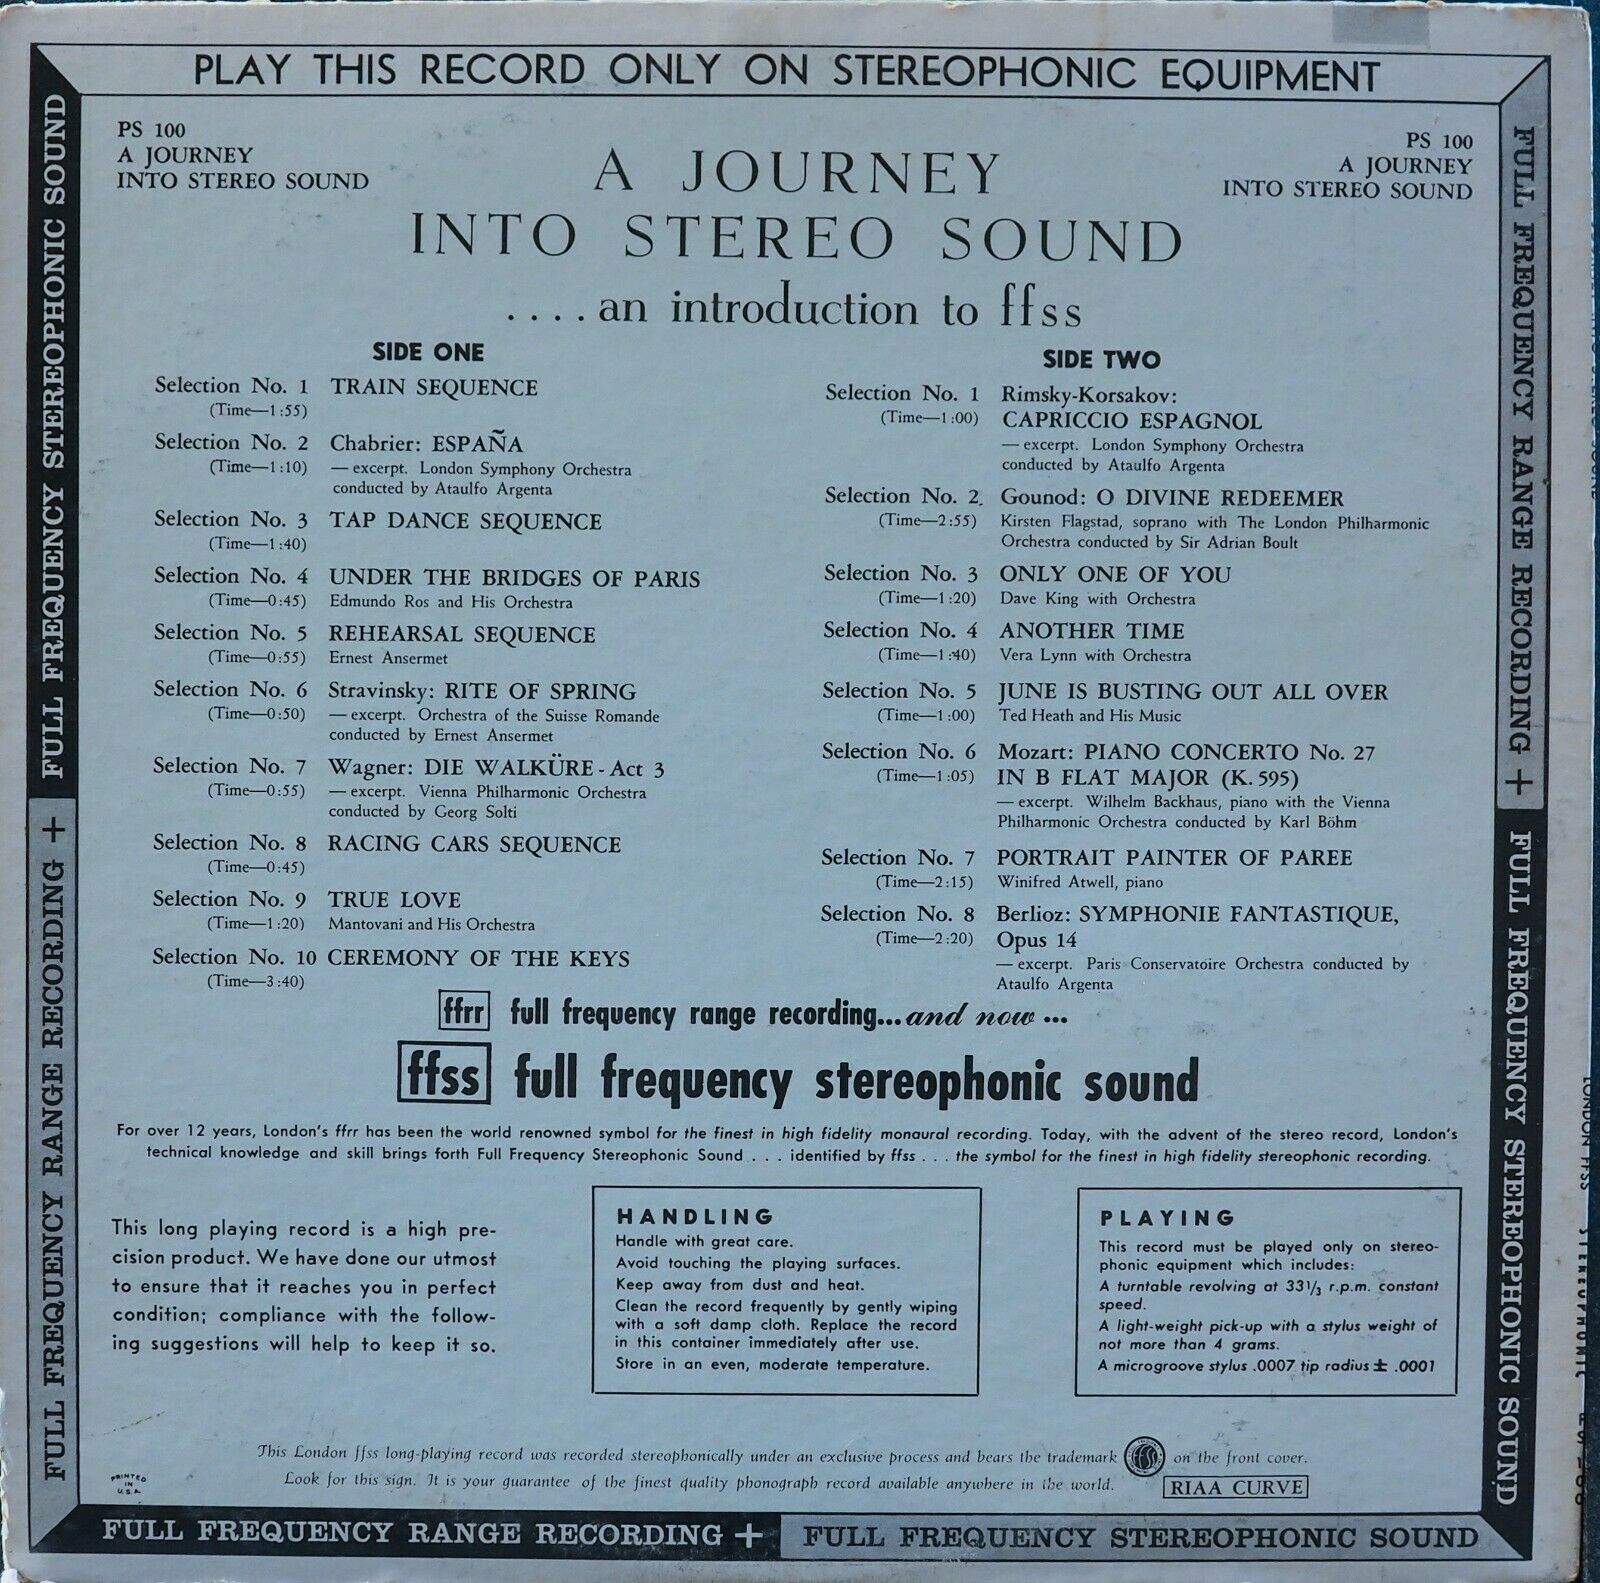 PLAY THIS RECORD ONLY ON STEREOPHONIC EQUIPMENT
PS 100
A JOURNEY
INTO STEREO SOUND
PS 100
A JOURNEY
INTO STEREO SOUND
A JOURNEY
INTO STEREO SOUND
....an introduction to ffss
SIDE ONE
Selection No. 1 TRAIN SEQUENCE
(Time—1:55)
Selection No. 2 Chabrier: ESPAÑA
(Time—1:10) — excerpt. London Symphony Orchestra
conducted by Ataulfo Argenta
Selection No. 3 TAP DANCE SEQUENCE
(Time—1:40)
Selection No. 4 UNDER THE BRIDGES OF PARIS
(Time—0:45) Edmundo Ros and His Orchestra
Selection No. 5 REHEARSAL SEQUENCE
(Time—0:55) Ernest Ansermet
Selection No. 6 Stravinsky: RITE OF SPRING
(Time—0:50) — excerpt. Orchestra of the Suisse Romande
conducted by Ernest Ansermet
Selection No. 7 Wagner: DIE WALKÜRE - Act 3
(Time—0:55) — excerpt. Vienna Philharmonic Orchestra
conducted by Georg Solti
Selection No. 8 RACING CARS SEQUENCE
(Time—0:45)
Selection No. 9 TRUE LOVE
(Time—1:20) Mantovani and His Orchestra
Selection No. 10 CEREMONY OF THE KEYS
(Time—3:40)
SIDE TWO
Selection No. 1 Rimsky-Korsakov:
(Time—1:00) CAPRICCIO ESPAGNOL
— excerpt. London Symphony Orchestra
conducted by Ataulfo Argenta
Selection No. 2. Gounod: O DIVINE REDEEMER
(Time—2:55) Kirsten Flagstad, soprano with The London Philharmonic
Orchestra conducted by Sir Adrian Boult
Selection No. 3 ONLY ONE OF YOU
(Time—1:20) Dave King with Orchestra
Selection No. 4 ANOTHER TIME
(Time—1:40) Vera Lynn with Orchestra
Selection No. 5 JUNE IS BUSTING OUT ALL OVER
(Time—1:00) Ted Heath and His Music
Selection No. 6 Mozart: PIANO CONCERTO No. 27
(Time—1:05) IN B FLAT MAJOR (K. 595)
— excerpt. Wilhelm Backhaus, piano with the Vienna
Philharmonic Orchestra conducted by Karl Böhm
Selection No. 7 PORTRAIT PAINTER OF PAREE
(Time—2:15) Winifred Atwell, piano
Selection No. 8 Berlioz: SYMPHONIE FANTASTIQUE,
(Time—2:20) Opus 14
— excerpt. Paris Conservatoire Orchestra conducted by
Ataulfo Argenta
ffrr full frequency range recording...and now...
ffss full frequency stereophonic sound
For over 12 years, London's ffrr has been the world renowned symbol for the finest in high fidelity monaural recording. Today, with the advent of the stereo record, London's
technical knowledge and skill brings forth Full Frequency Stereophonic Sound . . . identified by ffss . . . the symbol for the finest in high fidelity stereophonic recording.
This long playing record is a high pre-
cision product. We have done our utmost
to ensure that it reaches you in perfect
condition; compliance with the follow-
ing suggestions will help to keep it so.
HANDLING
Handle with great care.
Avoid touching the playing surfaces.
Keep away from dust and heat.
Clean the record frequently by gently wiping
with a soft damp cloth. Replace the record
in this container immediately after use.
Store in an even, moderate temperature.
PLAYING
This record must be played only on stereo-
phonic equipment which includes:
A turntable revolving at 33 1/3 r.p.m. constant
speed.
A light-weight pick-up with a stylus weight of
not more than 4 grams.
A microgroove stylus .0007 tip radius ± .0001
This London ffss long-playing record was recorded stereophonically under an exclusive process and bears the trademark ffss on the front cover.
Look for this sign. It is your guarantee of the finest quality phonograph record available anywhere in the world.
RIAA CURVE
PRINTED
IN
U.S.A.
FULL FREQUENCY RANGE RECORDING + FULL FREQUENCY STEREOPHONIC SOUND
FULL FREQUENCY RANGE RECORDING + FULL FREQUENCY STEREOPHONIC SOUND
FULL FREQUENCY RANGE RECORDING + FULL FREQUENCY STEREOPHONIC SOUND
LONDON ffss STEREOPHONIC